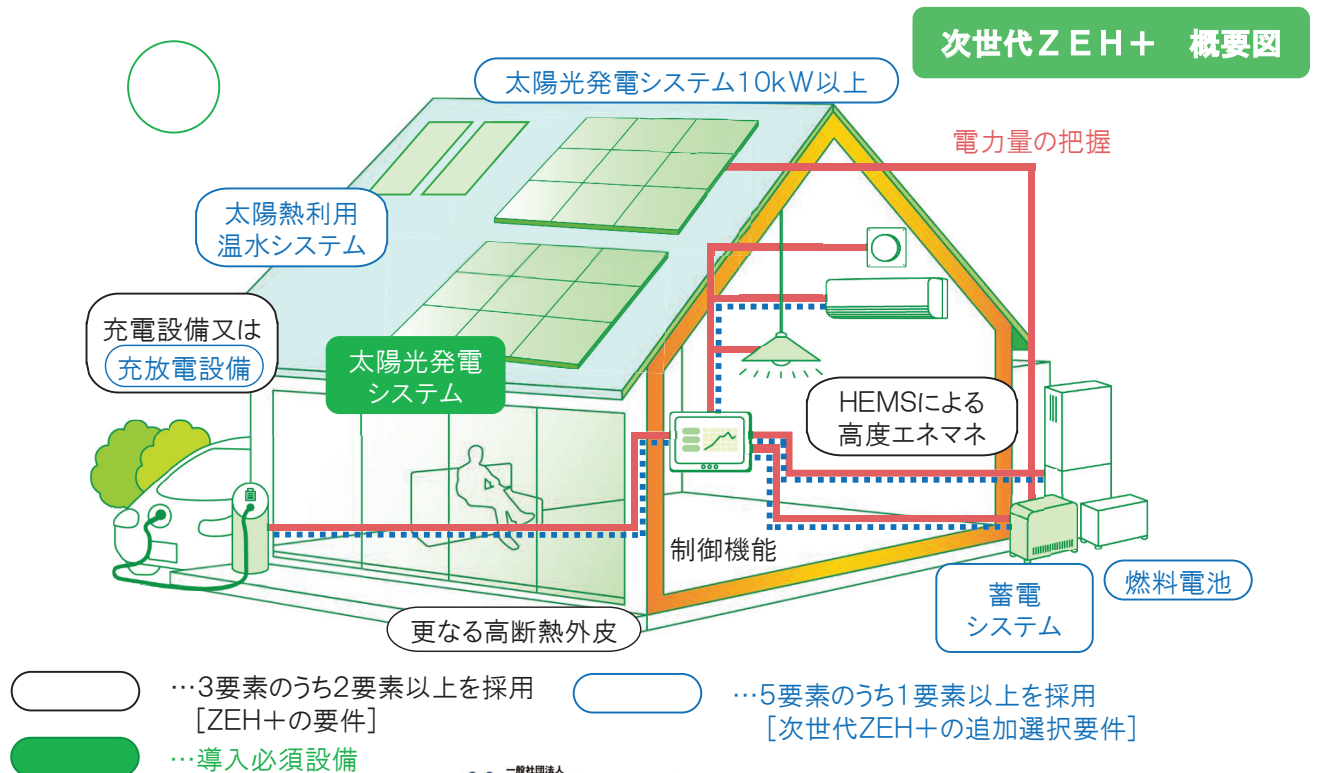 次世代ZEH＋　概要図
太陽光発電システム10kW以上
電力量の把握
太陽熱利用
温水システム
充電設備又は
充放電設備
太陽光発電
システム
HEMSによる
高度エネマネ
制御機能
蓄電
システム
燃料電池
更なる高断熱外皮
…3要素のうち2要素以上を採用
［ZEH＋の要件］
…5要素のうち1要素以上を採用
［次世代ZEH＋の追加選択要件］
…導入必須設備
一般社団法人